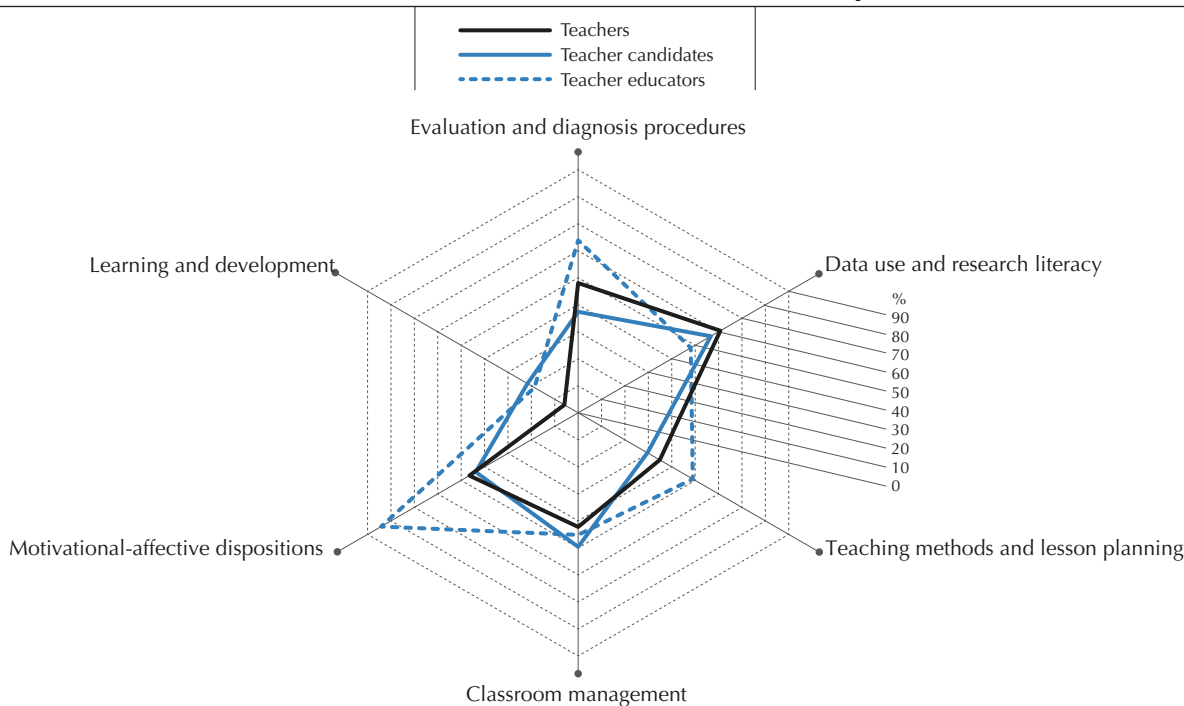 Teachers
Teacher candidates
Teacher educators
Evaluation and diagnosis procedures
Learning and development
Data use and research literacy
%
90
80
70
60
50
40
30
20
10
0
Motivational-affective dispositions
Teaching methods and lesson planning
Classroom management